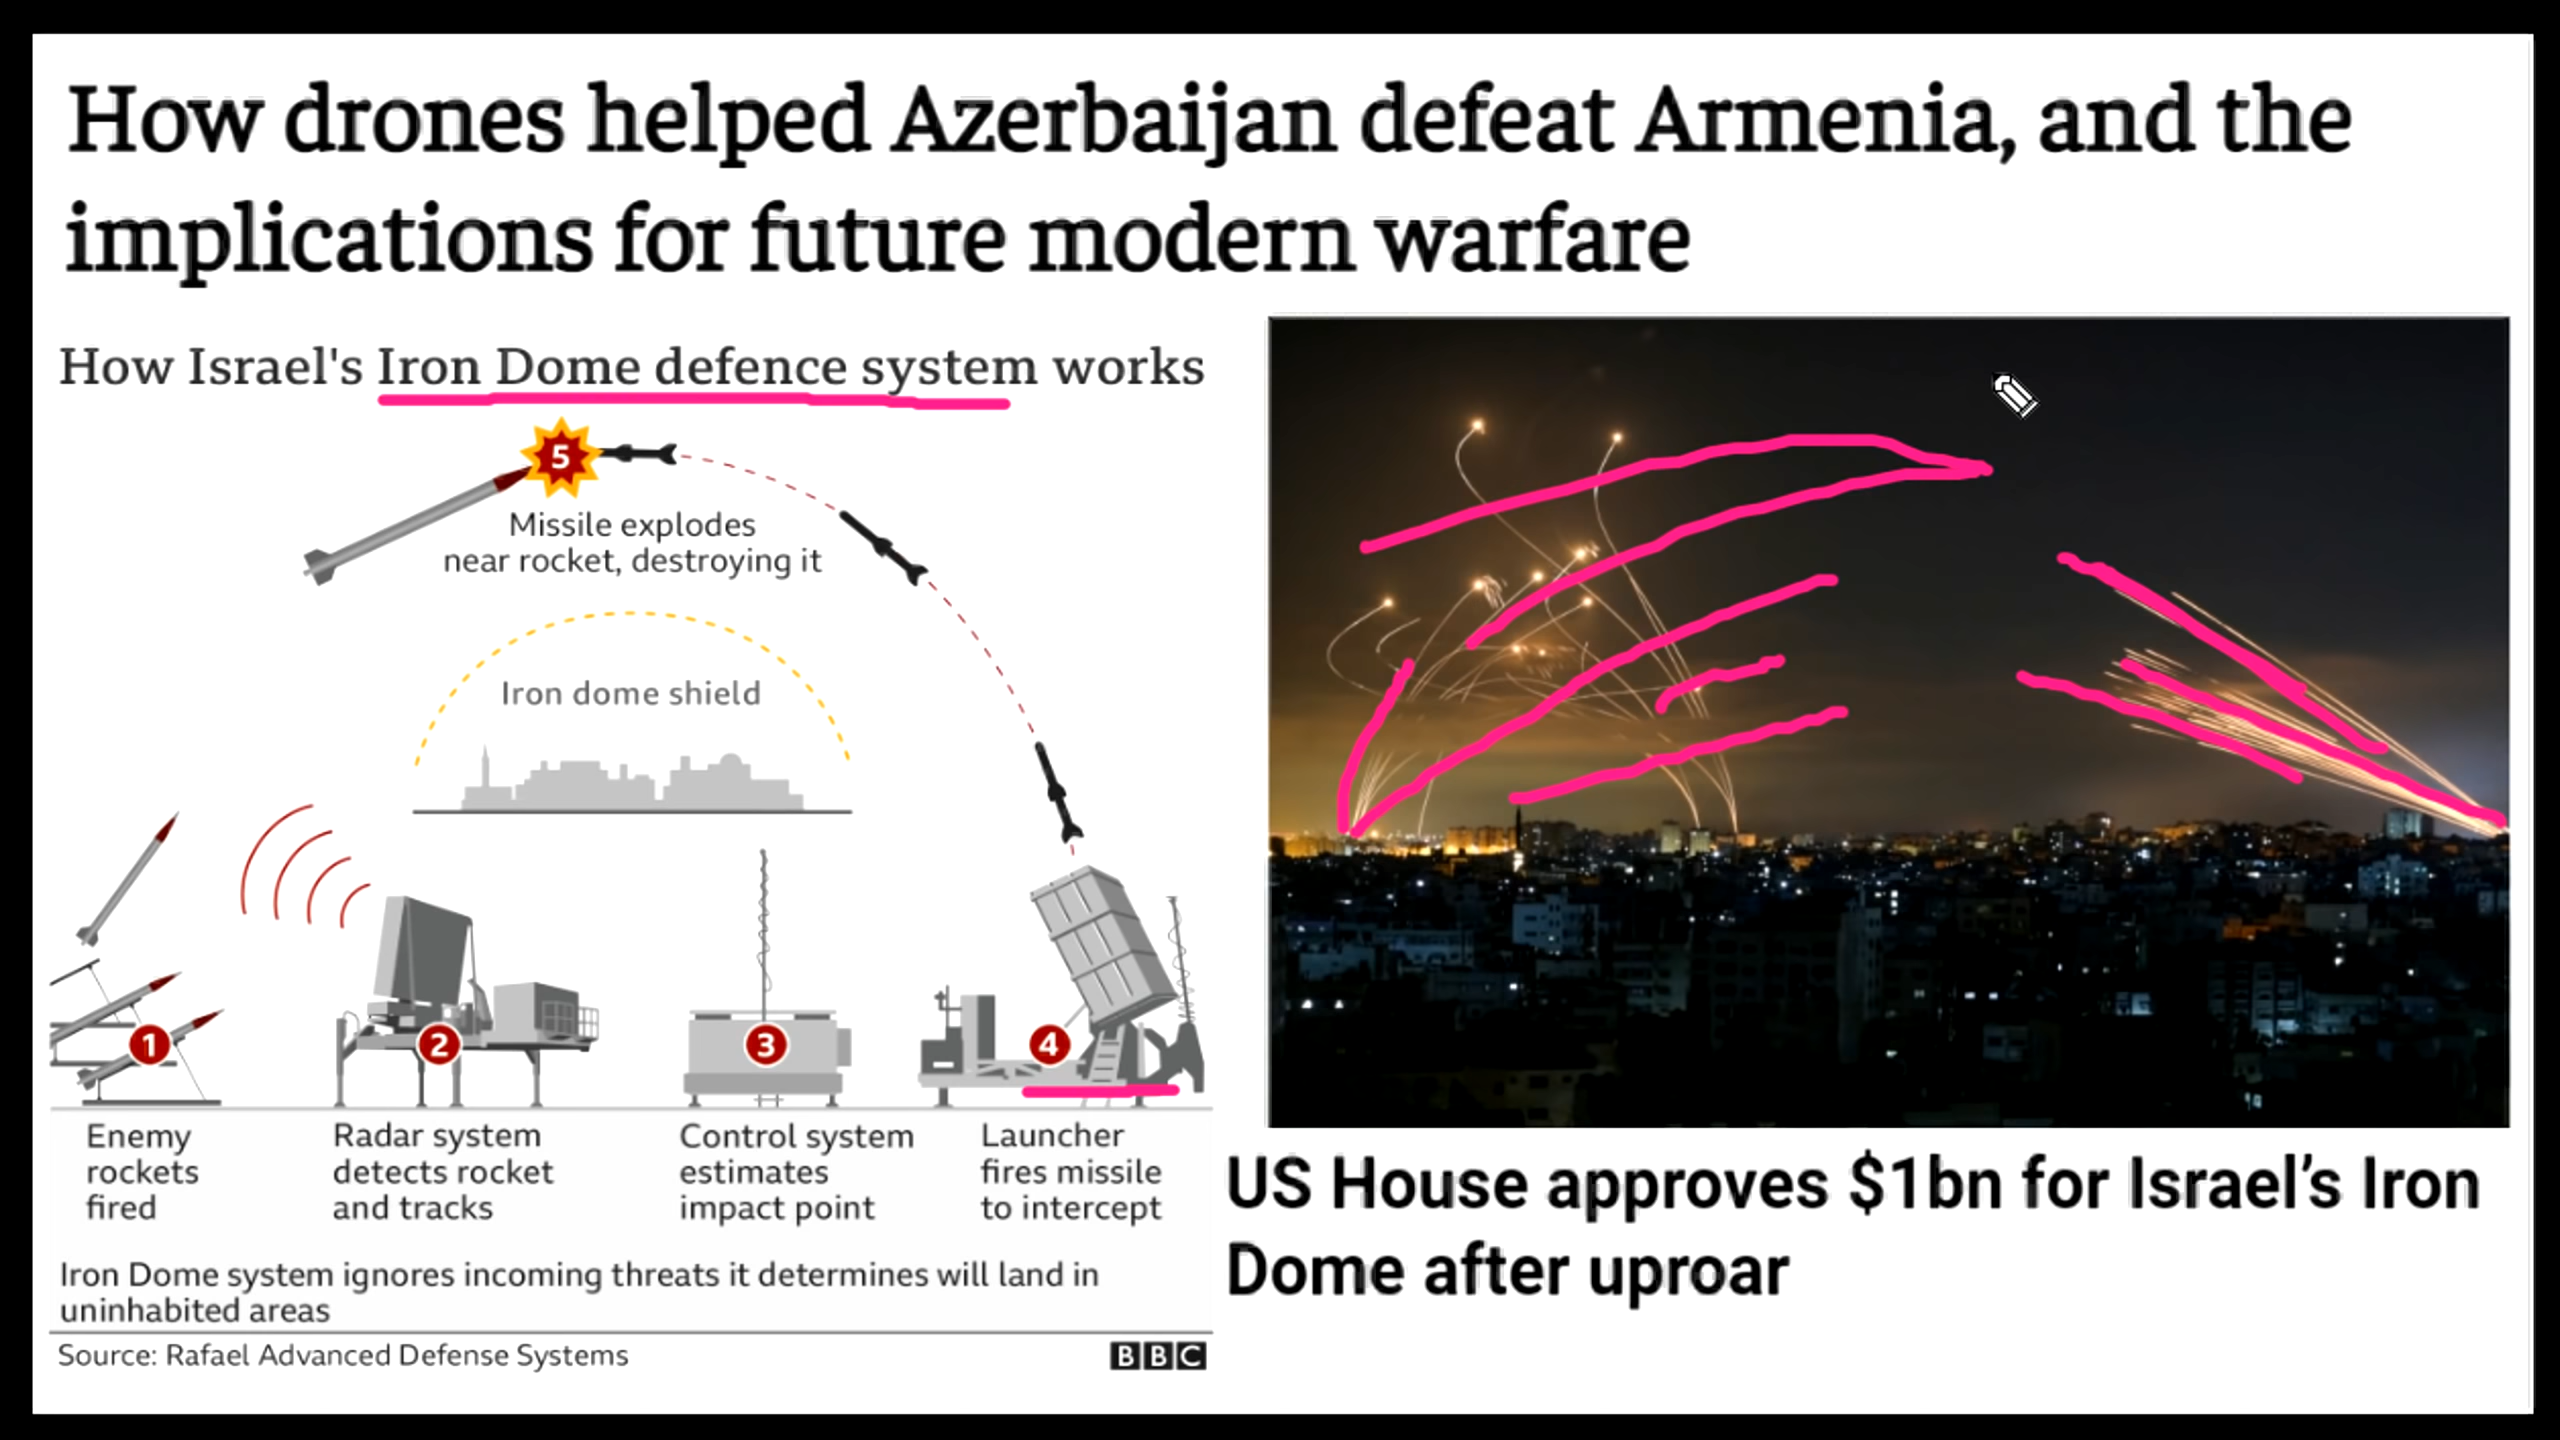 How drones helped Azerbaijan defeat Armenia, and the
implications for future modern warfare
How Israel's Iron Dome defence system works
5
Missile explodes
near rocket, destroying it
Iron dome shield
1
2
3
4
Enemy
rockets
fired
Radar system
detects rocket
and tracks
Control system
estimates
impact point
Launcher
fires missile
to intercept
Iron Dome system ignores incoming threats it determines will land in
uninhabited areas
Source: Rafael Advanced Defense Systems
BBC
US House approves $1bn for Israel’s Iron
Dome after uproar